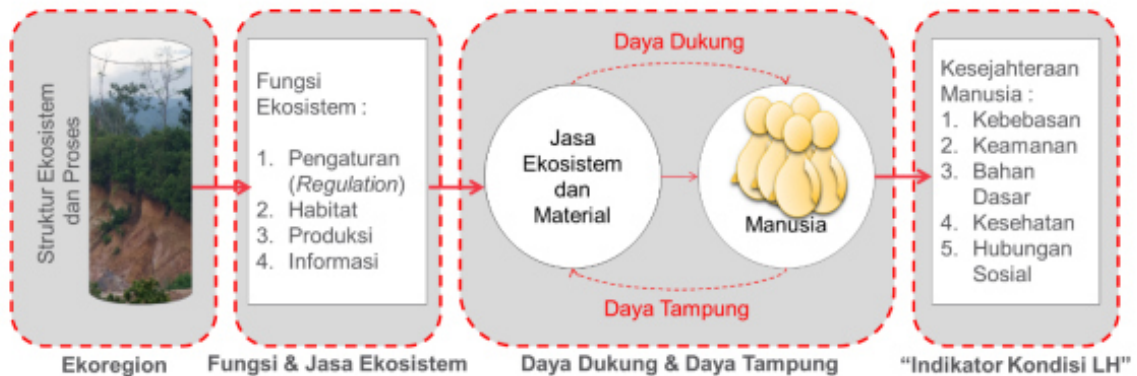 Struktur Ekosistem
dan Proses
Ekoregion
Fungsi
Ekosistem :
1. Pengaturan
(Regulation)
2. Habitat
3. Produksi
4. Informasi
Fungsi & Jasa Ekosistem
Daya Dukung
Jasa
Ekosistem
dan
Material
Manusia
Daya Tampung
Daya Dukung & Daya Tampung
Kesejahteraan
Manusia :
1. Kebebasan
2. Keamanan
3. Bahan
Dasar
4. Kesehatan
5. Hubungan
Sosial
“Indikator Kondisi LH”